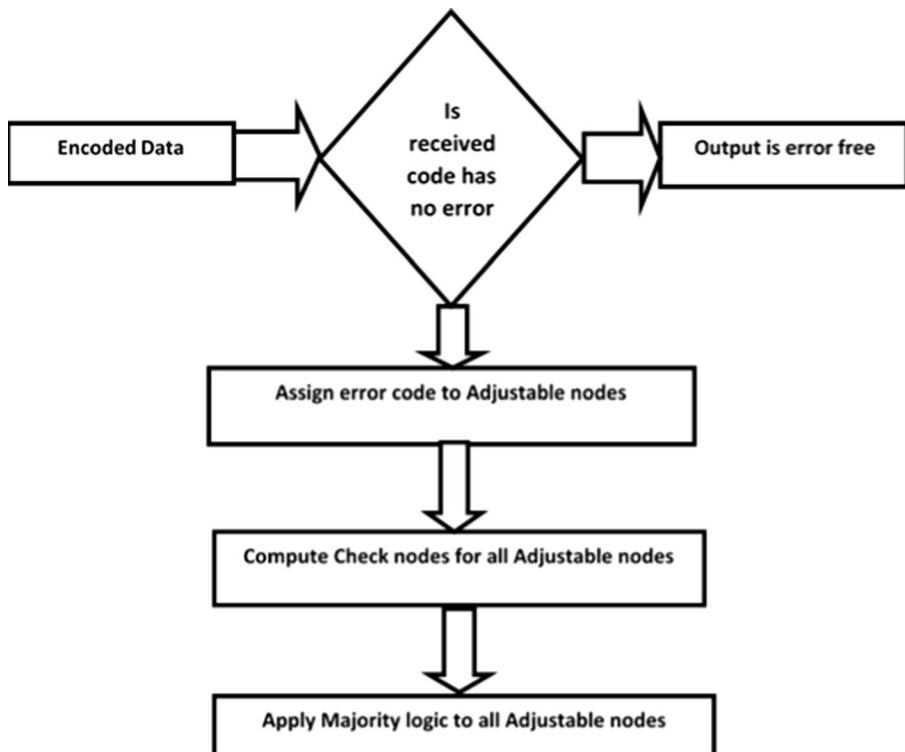 Encoded Data
Is
received
code has
no error
Output is error free
Assign error code to Adjustable nodes
Compute Check nodes for all Adjustable nodes
Apply Majority logic to all Adjustable nodes